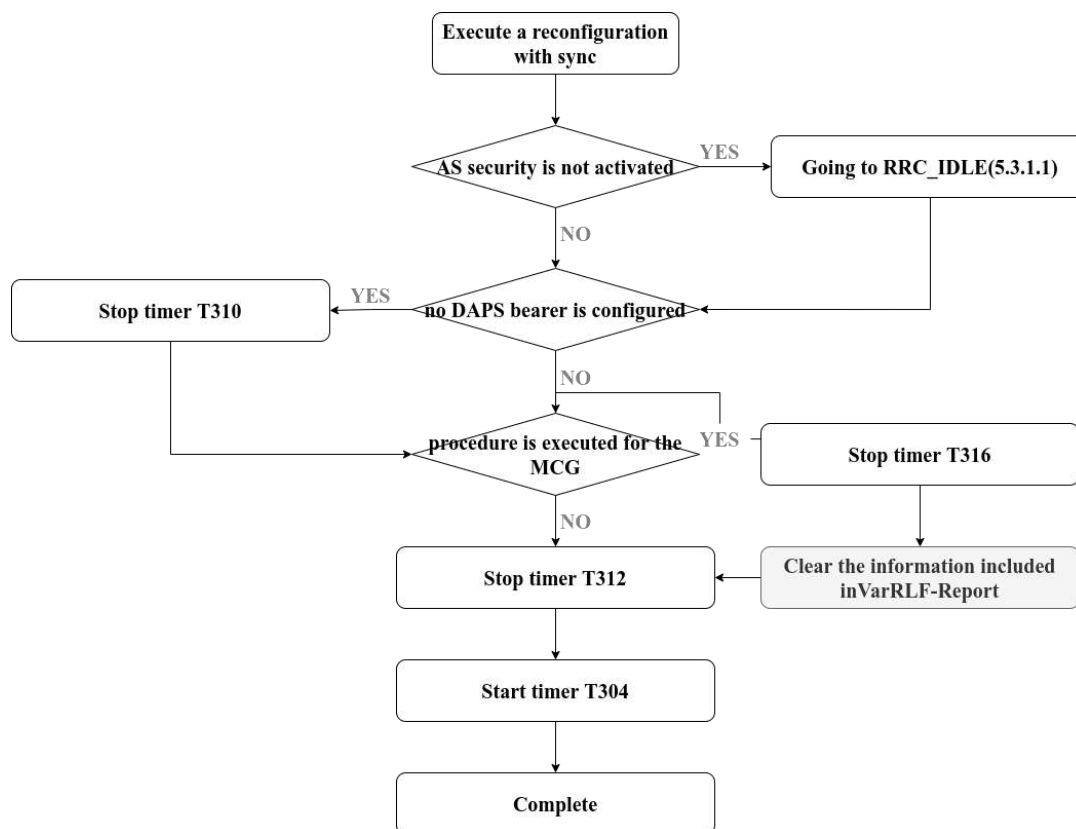 Execute a reconfiguration
with sync
AS security is not activated
YES
Going to RRC_IDLE(5.3.1.1)
NO
Stop timer T310
YES
no DAPS bearer is configured
NO
procedure is executed for the
MCG
YES
Stop timer T316
NO
Stop timer T312
Clear the information included
inVarRLF-Report
Start timer T304
Complete